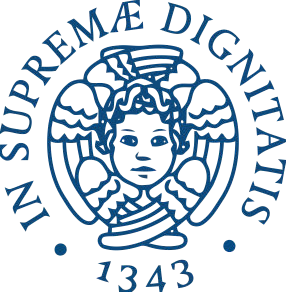 IN SUPREMÆ DIGNITATIS
1343